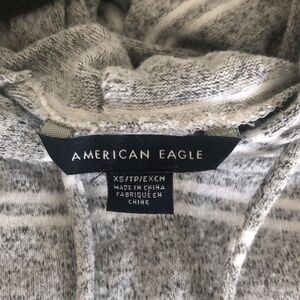 AMERICAN EAGLE
XS/TP/EXCH
MADE IN CHINA
FABRIQUÉ EN
CHINE